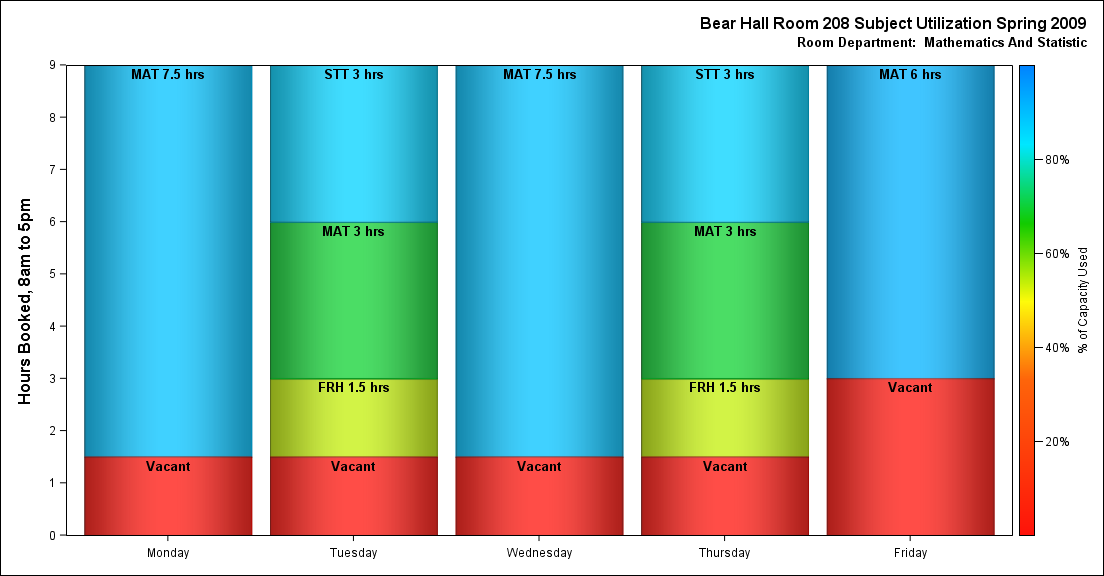 Bear Hall Room 208 Subject Utilization Spring 2009
Room Department: Mathematics And Statistic
Hours Booked, 8am to 5pm
9
8
7
6
5
4
3
2
1
0
MAT 7.5 hrs
Vacant
STT 3 hrs
MAT 3 hrs
FRH 1.5 hrs
Vacant
MAT 7.5 hrs
Vacant
STT 3 hrs
MAT 3 hrs
FRH 1.5 hrs
Vacant
MAT 6 hrs
Vacant
Monday
Tuesday
Wednesday
Thursday
Friday
80%
60%
40%
20%
% of Capacity Used